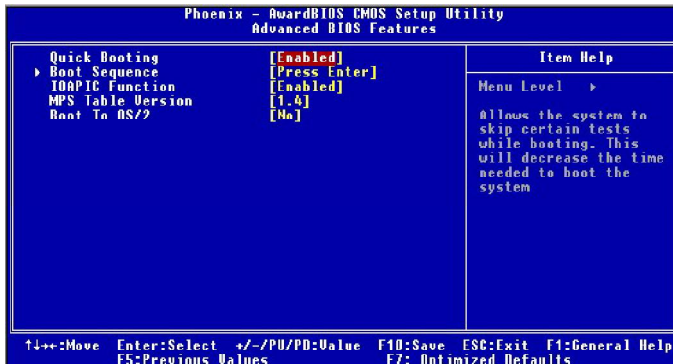 Phoenix - AwardBIOS CMOS Setup Utility
Advanced BIOS Features
Quick Booting [Enabled]
Boot Sequence [Press Enter]
IOAPIC Function [Enabled]
MPS Table Version [1.4]
Boot To OS/2 [No]
Item Help
Menu Level
Allows the system to
skip certain tests
while booting. This
will decrease the time
needed to boot the
system
↑↓→←:Move Enter:Select +/-/PU/PD:Value F10:Save ESC:Exit F1:General Help
F5:Previous Values F7: Optimized Defaults